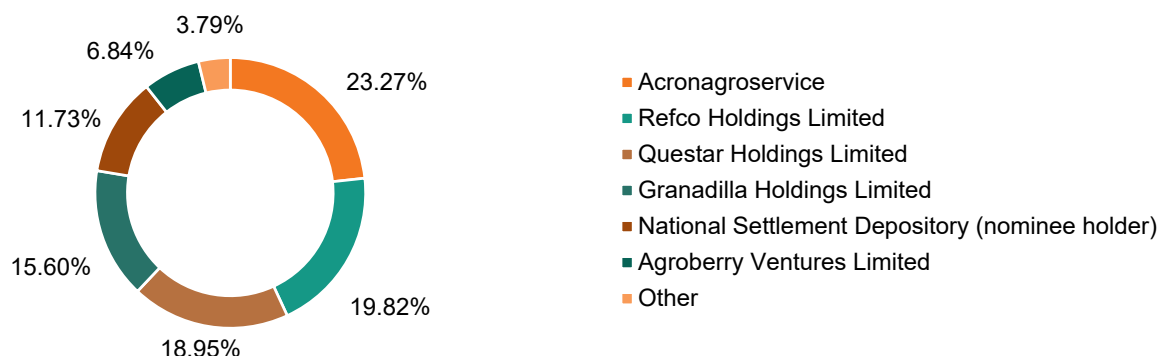 3.79%
6.84%
23.27%
11.73%
15.60%
19.82%
18.95%
Acronagroservice
Refco Holdings Limited
Questar Holdings Limited
Granadilla Holdings Limited
National Settlement Depository (nominee holder)
Agroberry Ventures Limited
Other